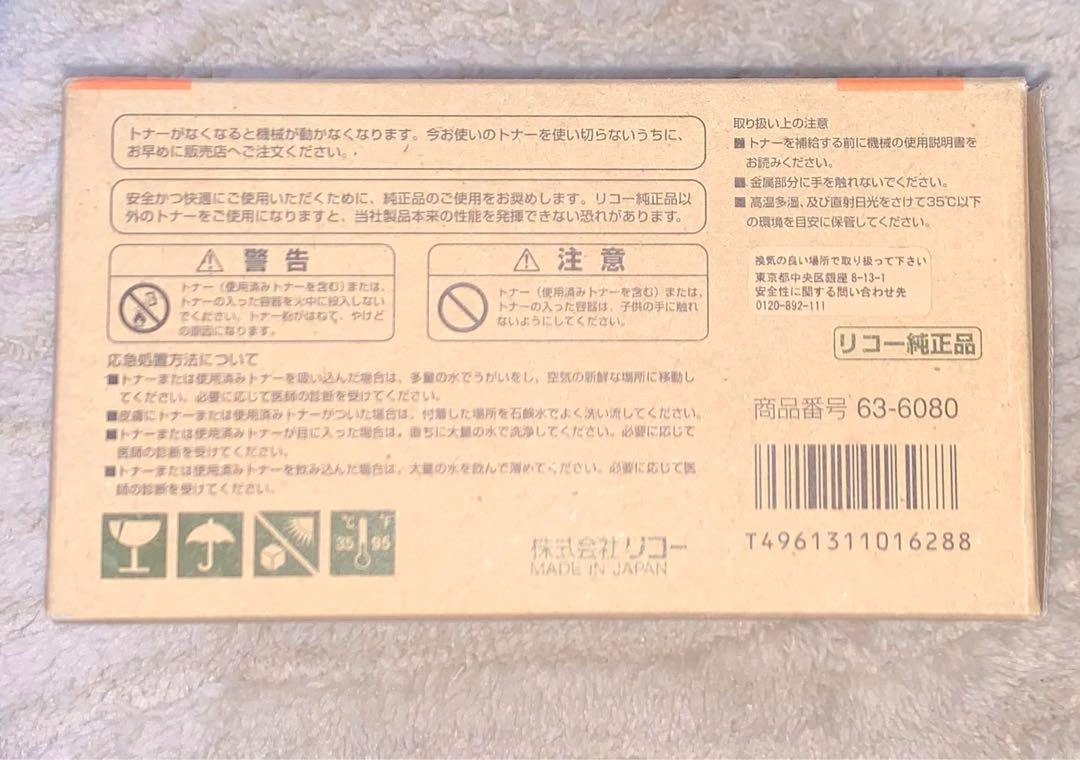 トナーがなくなると機械が動かなくなります。今お使いのトナーを使い切らないうちに、
お早めに販売店へご注文ください。
安全かつ快適にご使用いただくために、純正品のご使用をお奨めします。リコー純正品以
外のトナーをご使用になりますと、当社製品本来の性能を発揮できない恐れがあります。
警告
トナー（使用済みトナーを含む）または、
トナーの入った容器を火中に投入しない
でください。トナー粉がはねて、やけど
の原因になります。
注意
トナー（使用済みトナーを含む）または、
トナーの入った容器は、子供の手に触れ
ないようにしてください。
応急処置方法について
■トナーまたは使用済みトナーを吸い込んだ場合は、多量の水でうがいをし、空気の新鮮な場所に移動し
てください。必要に応じて医師の診断を受けてください。
■皮膚にトナーまたは使用済みトナーがついた場合は、付着した場所を石鹸水でよく洗い流してください。
■トナーまたは使用済みトナーが目に入った場合は、直ちに大量の水で洗浄してください。必要に応じて
医師の診断を受けてください。
■トナーまたは使用済みトナーを飲み込んだ場合は、大量の水を飲んで薄めてください。必要に応じて医
師の診断を受けてください。
℃ ℉
35 95
株式会社リコー
MADE IN JAPAN
取り扱い上の注意
■トナーを補給する前に機械の使用説明書を
お読みください。
■金属部分に手を触れないでください。
■高温多湿、及び直射日光をさけて35℃以下
の環境を目安に保管してください。
換気の良い場所で取り扱って下さい
東京都中央区銀座 8-13-1
安全性に関する問い合わせ先
0120-892-111
リコー純正品
商品番号 63-6080
T4961311016288